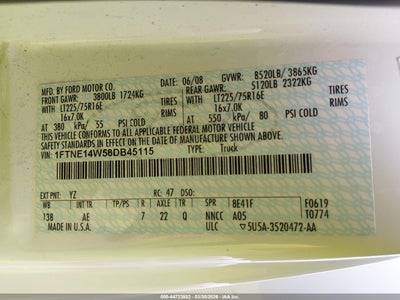 MFD. BY FORD MOTOR CO. DATE: 06/08 GVWR: 8520LB/ 3865KG
FRONT GAWR: 3800LB 1724KG REAR GAWR: 5120LB 2322KG
LT225/75R16E TIRES WITH LT225/75R16E TIRES
16x7.0K 16x7.0K
AT 380 kPa/ 55 PSI COLD AT 550 kPa/ 80 PSI COLD
THIS VEHICLE CONFORMS TO ALL APPLICABLE FEDERAL MOTOR VEHICLE
SAFETY STANDARDS IN EFFECT ON THE DATE OF MANUFACTURE SHOWN ABOVE.
VIN: 1FTNE14W58DB45115 TYPE: Truck
EXT PNT: YZ RC: 47 DSO:
WB INT TR TP/PS R AXLE TR SPR 8E41F F0619
138 AE 7 22 Q NNCC A05 T0774
MADE IN U.S.A. ULC 5U5A-3520472-AA
500-44723882 - 03/30/2026 - IAA